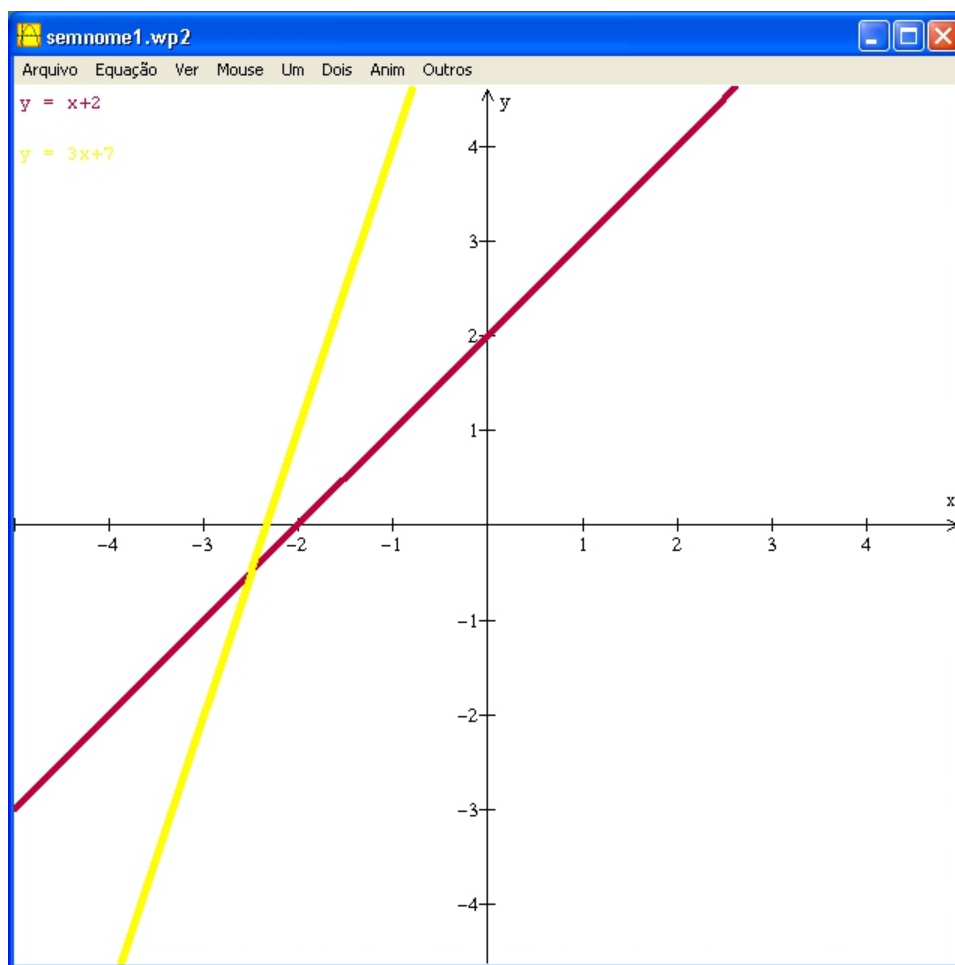 semnome1.wp2
Arquivo Equação Ver Mouse Um Dois Anim Outros
y = x+2
y = 3x+7
y
4
3
2
1
x
-4 -3 -2 -1 1 2 3 4
-1
-2
-3
-4